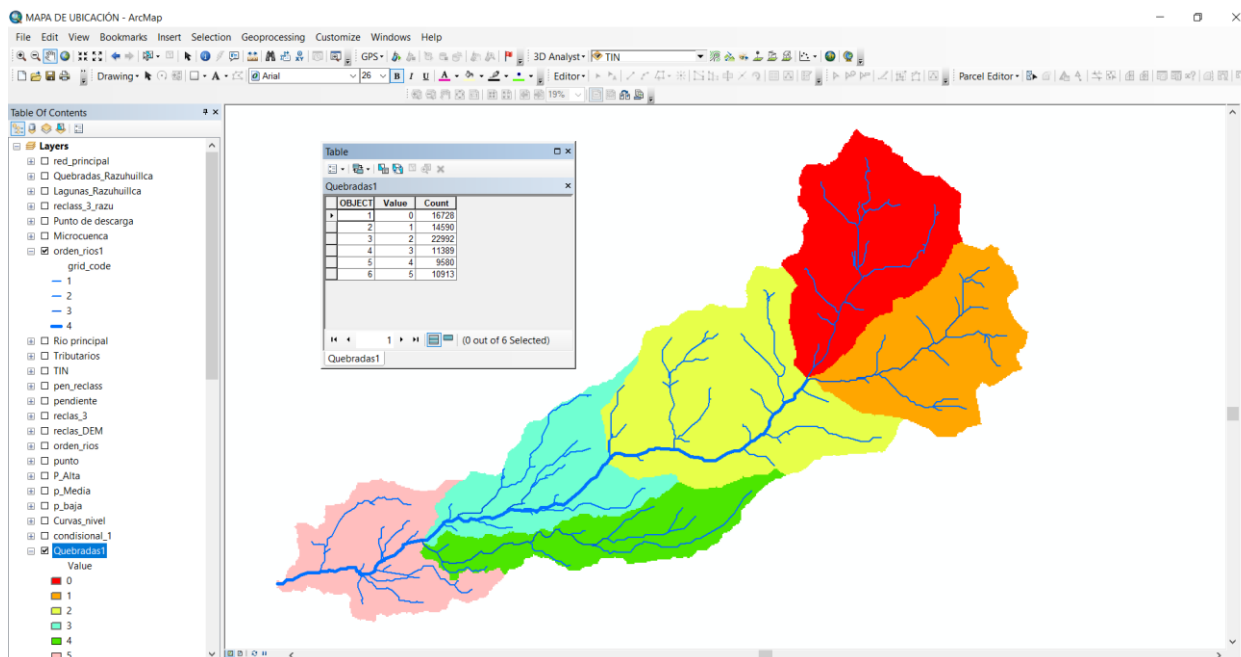 MAPA DE UBICACIÓN - ArcMap
File Edit View Bookmarks Insert Selection Geoprocessing Customize Windows Help
GPS 3D Analyst TIN
Drawing A Arial 26 B I U A Editor Parcel Editor
19%
Table Of Contents
Layers
red_principal
Quebradas_Razuhuillca
Lagunas_Razuhuillca
reclass_3_razu
Punto de descarga
Microcuenca
orden_rios1
grid_code
1
2
3
4
Rio principal
Tributarios
TIN
pen_reclass
pendiente
reclas_3
reclas_DEM
orden_rios
punto
P_Alta
p_Media
p_baja
Curvas_nivel
condisional_1
Quebradas1
Value
0
1
2
3
4
5
Table
Quebradas1
OBJECT Value Count
1 0 16728
2 1 14590
3 2 22992
4 3 11389
5 4 9580
6 5 10913
1 (0 out of 6 Selected)
Quebradas1